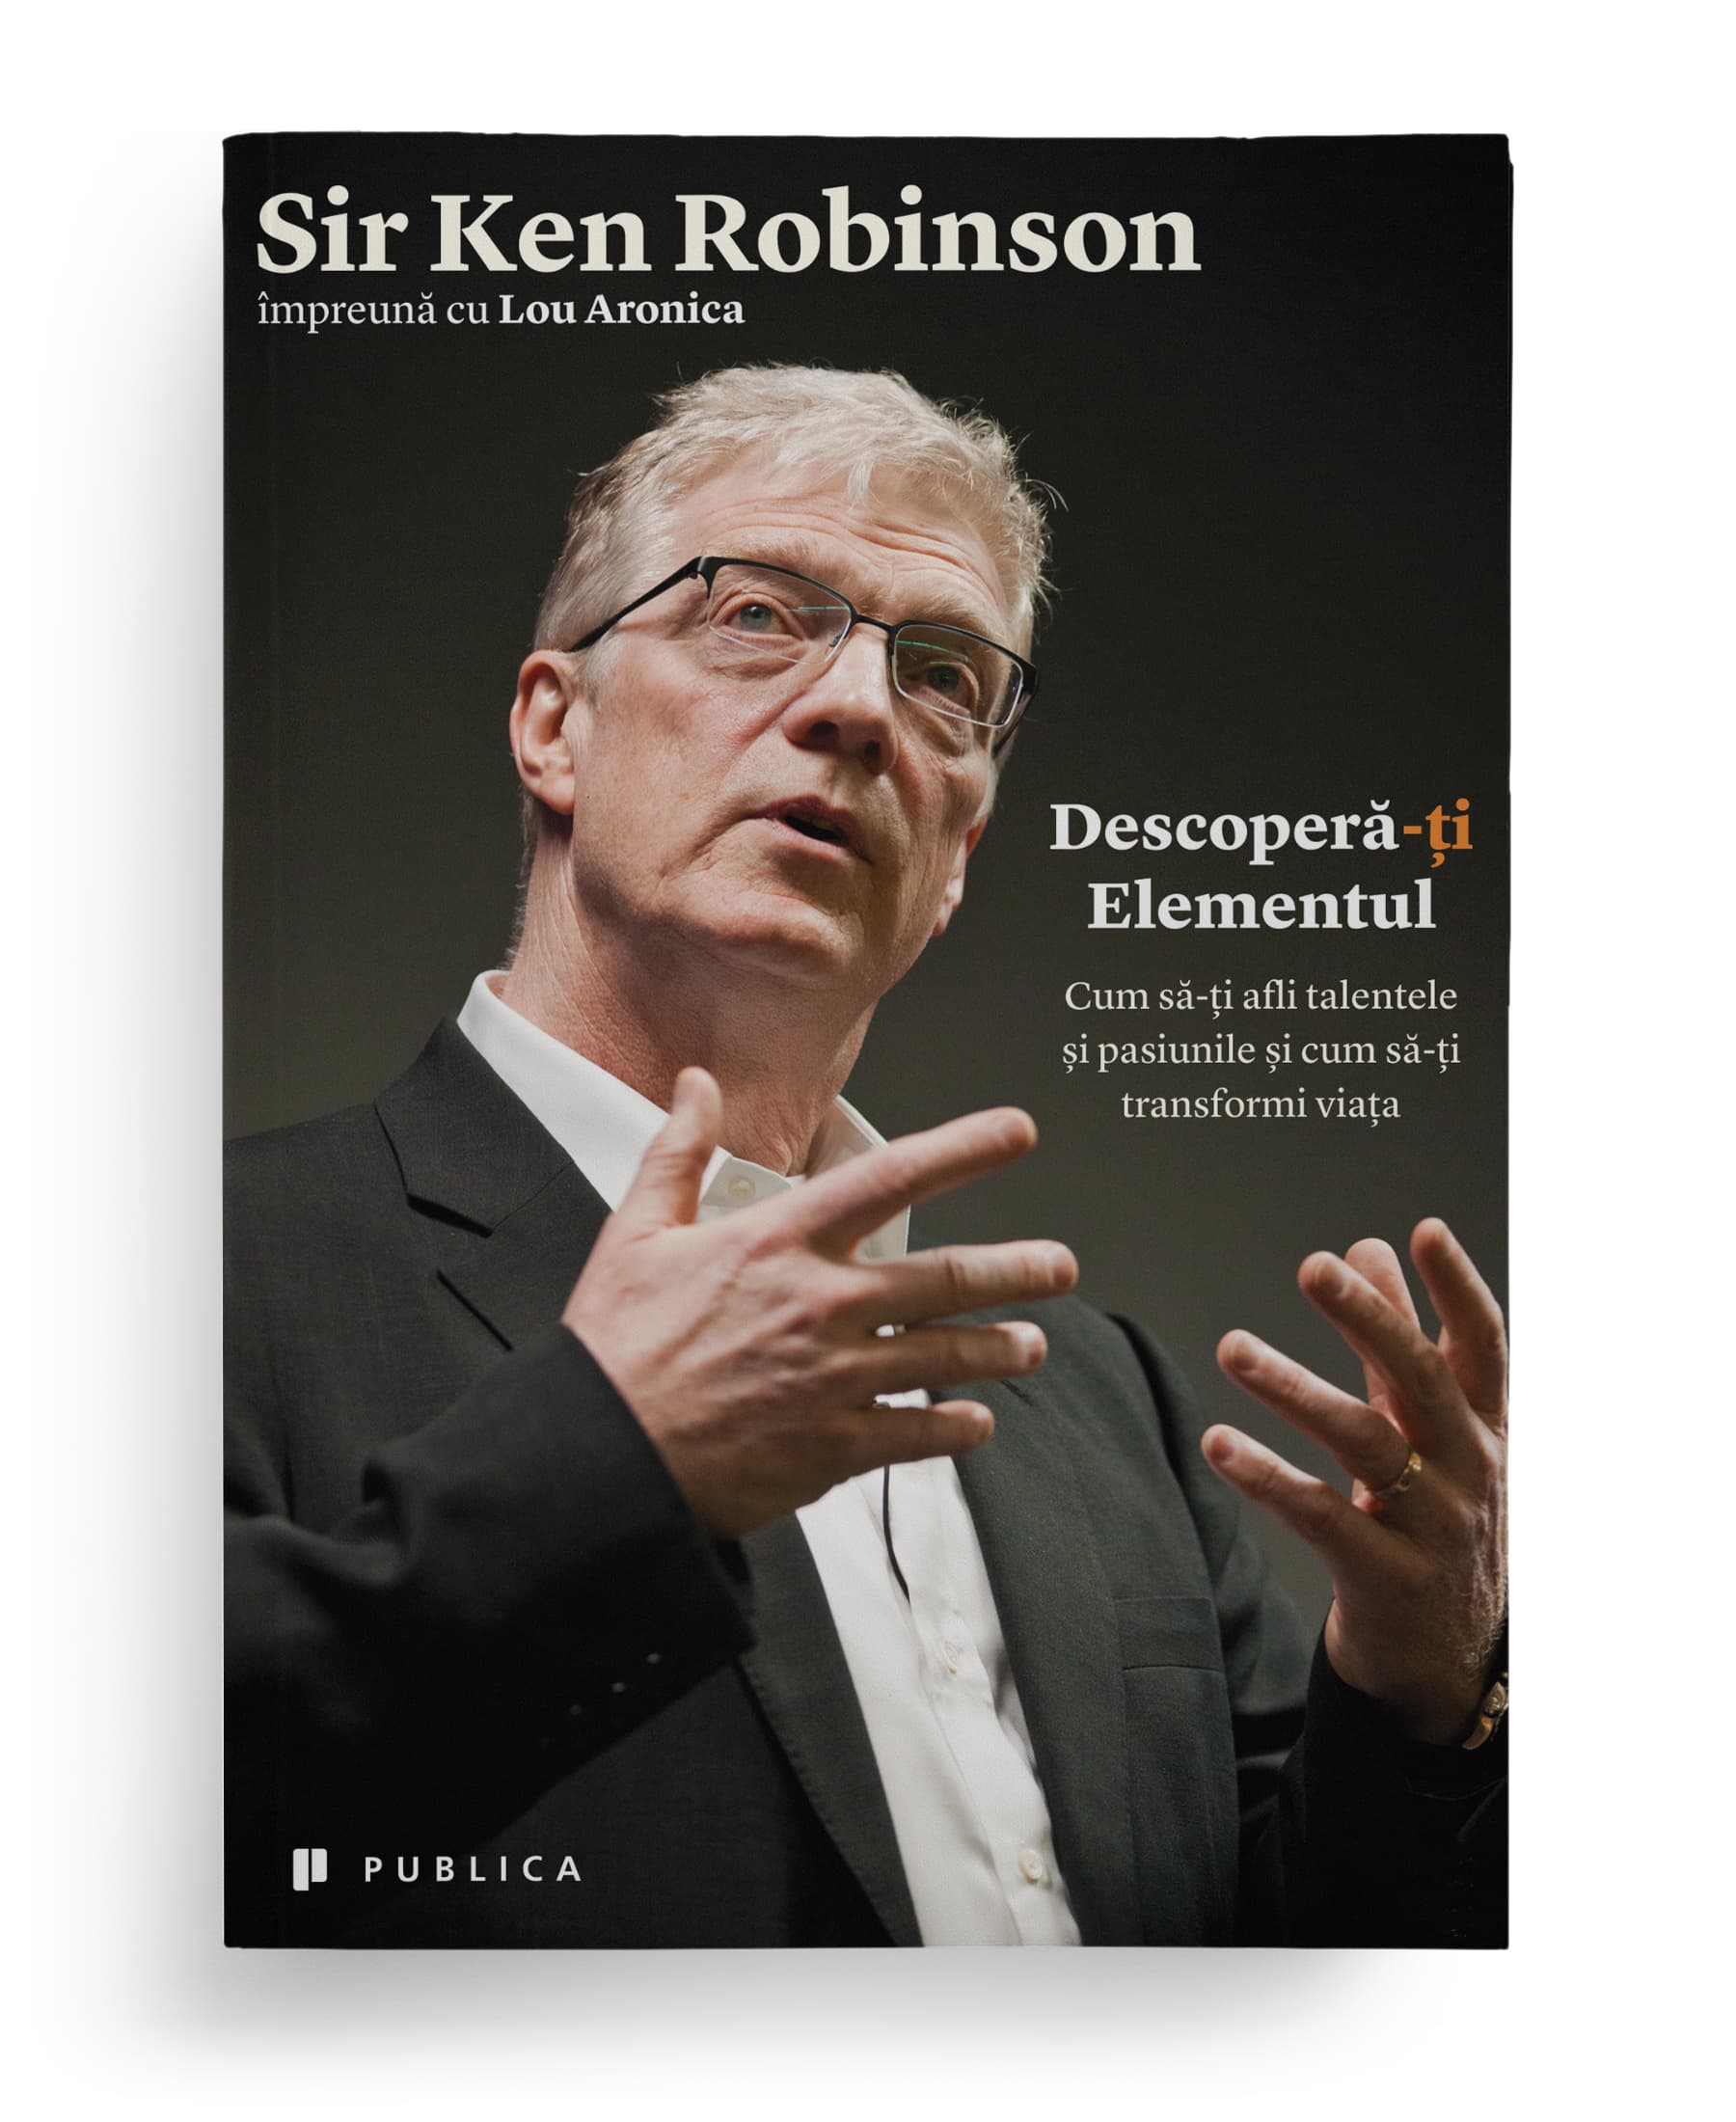 Sir Ken Robinson
împreună cu Lou Aronica
Descoperă-ți
Elementul
Cum să-ți afli talentele
și pasiunile și cum să-ți
transformi viața
PUBLICA